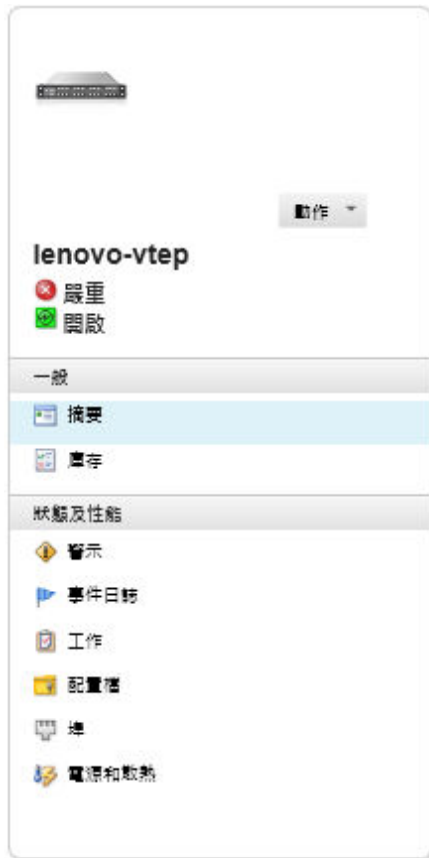 動作
lenovo-vtep
嚴重
開啟
一般
摘要
庫存
狀態及性能
警示
事件日誌
工作
配置檔
埠
電源和散熱